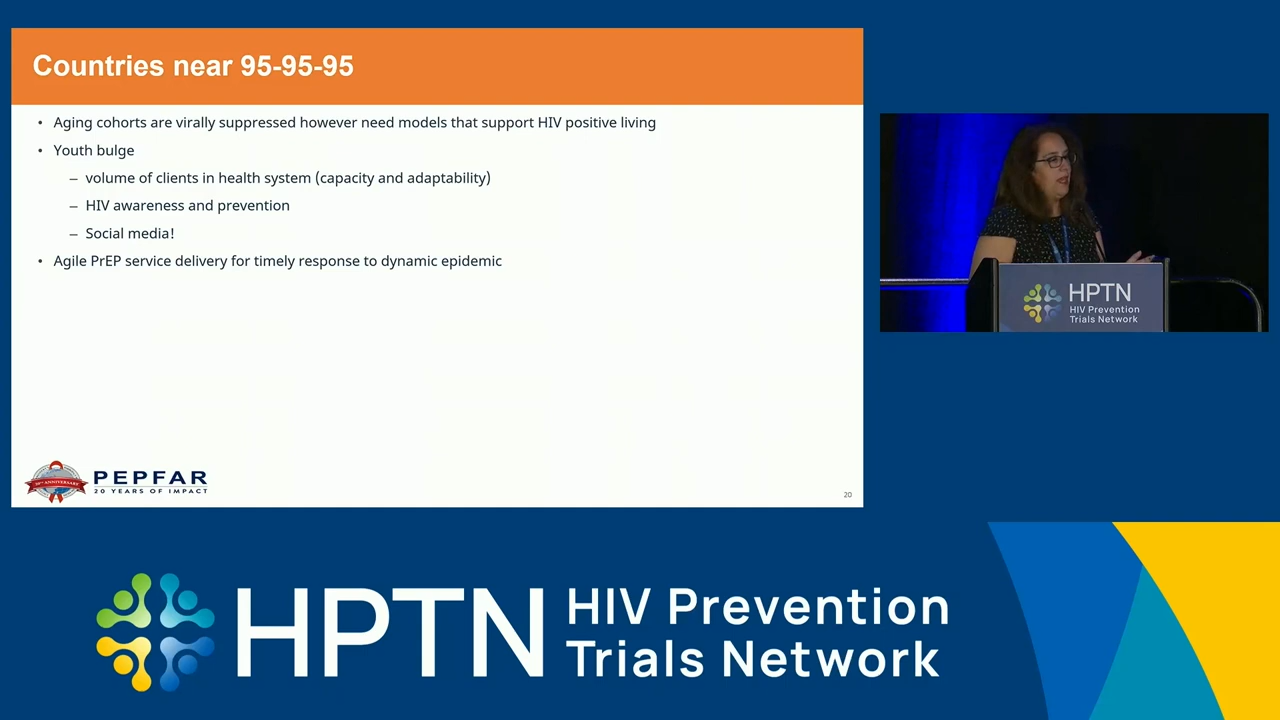 Countries near 95-95-95
• Aging cohorts are virally suppressed however need models that support HIV positive living
• Youth bulge
– volume of clients in health system (capacity and adaptability)
– HIV awareness and prevention
– Social media!
• Agile PrEP service delivery for timely response to dynamic epidemic
PEPFAR
20 YEARS OF IMPACT
20
HPTN
HIV Prevention
Trials Network
HPTN
HIV Prevention
Trials Network